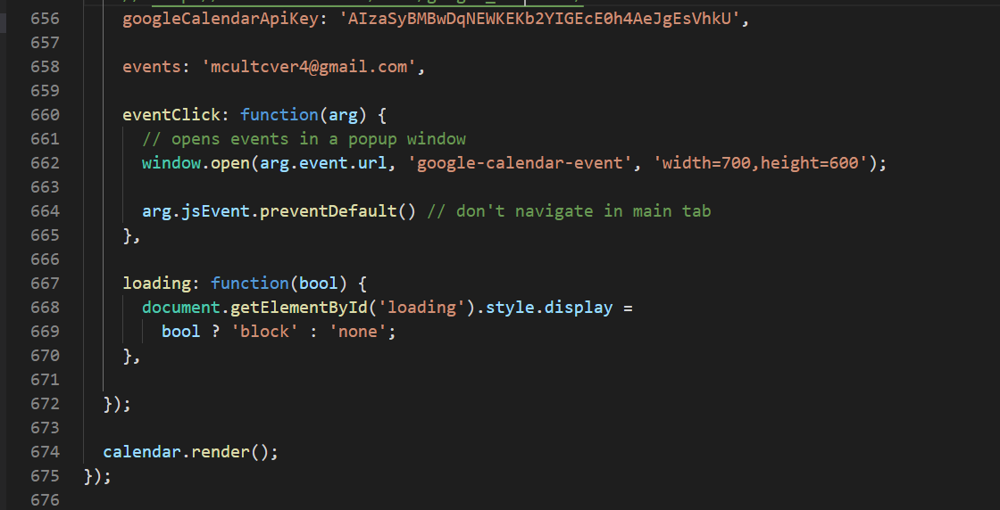 656 googleCalendarApiKey: 'AIzaSyBMBwDqNEWKEKb2YIGEcE0h4AeJgEsVhkU',
657
658 events: 'mcultcver4@gmail.com',
659
660 eventClick: function(arg) {
661 // opens events in a popup window
662 window.open(arg.event.url, 'google-calendar-event', 'width=700,height=600');
663
664 arg.jsEvent.preventDefault() // don't navigate in main tab
665 },
666
667 loading: function(bool) {
668 document.getElementById('loading').style.display =
669 bool ? 'block' : 'none';
670 },
671
672 });
673
674 calendar.render();
675 });
676